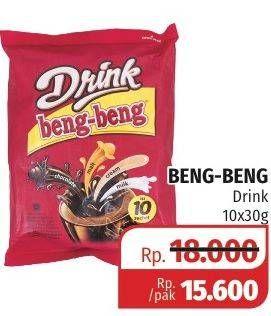 Drink
beng-beng
chocolate
malt
cream
milk
isi
10
sachet
BENG-BENG
Drink
10x30g
Rp. 18.000
Rp. /pak 15.600